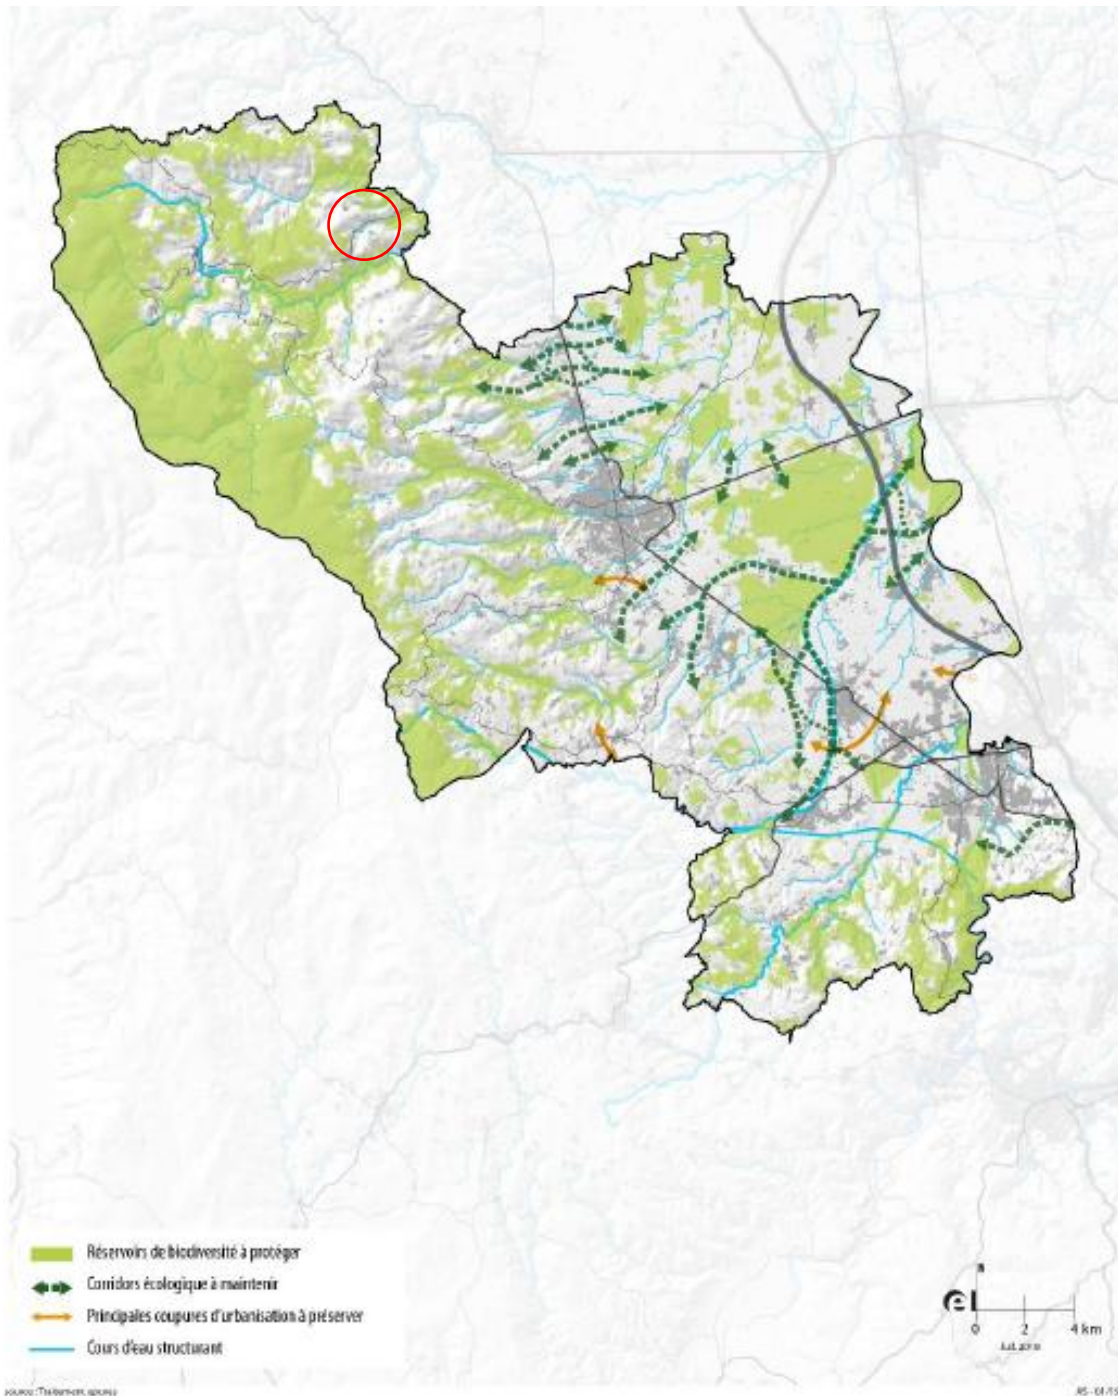 Réservoirs de biodiversité à protéger
Corridors écologique à maintenir
Principales coupures d'urbanisation à préserver
Cours d'eau structurant
0 2 4 km